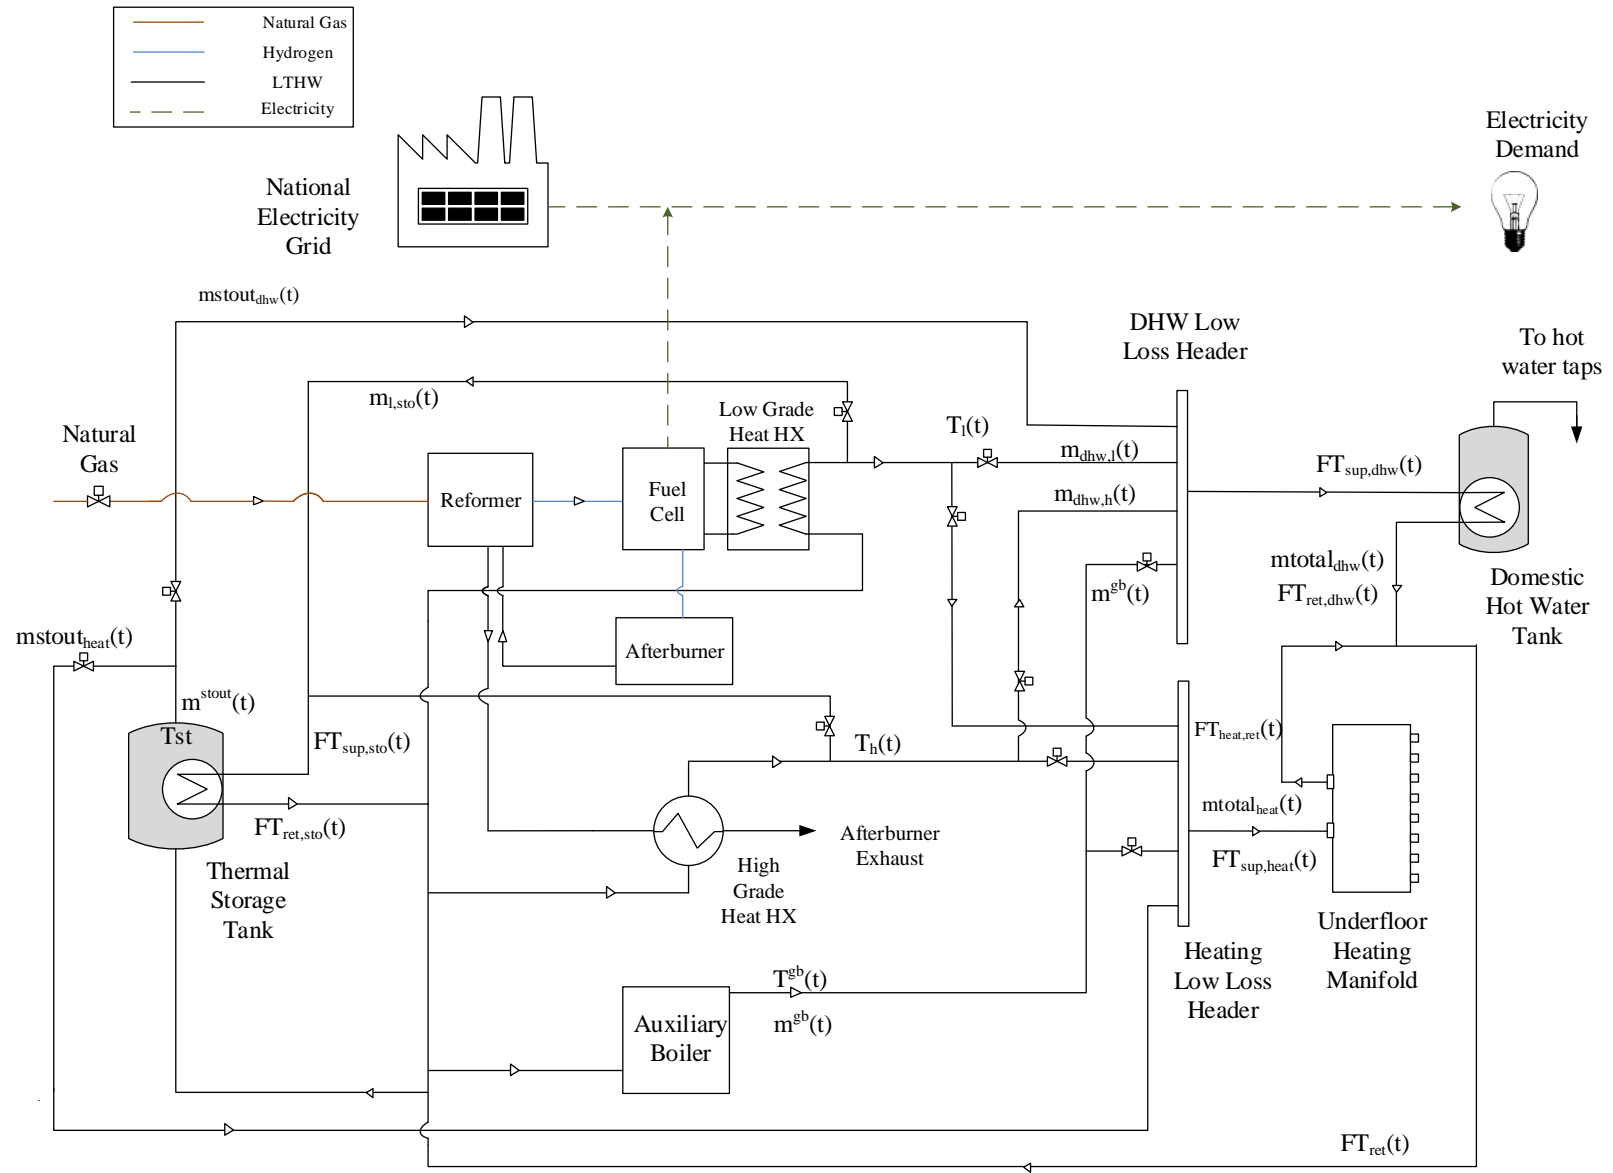 Natural Gas
Hydrogen
LTHW
Electricity
National
Electricity
Grid
Electricity
Demand
mstout_dhw(t)
DHW Low
Loss Header
To hot
water taps
m_l,sto(t)
Low Grade
Heat HX
T_l(t)
Natural
Gas
m_dhw,l(t)
FT_sup,dhw(t)
Reformer
Fuel
Cell
m_dhw,h(t)
mtotal_dhw(t)
FT_ret,dhw(t)
m^gb(t)
Domestic
Hot Water
Tank
mstout_heat(t)
Afterburner
m^stout(t)
Tst
FT_sup,sto(t)
T_h(t)
FT_heat,ret(t)
mtotal_heat(t)
FT_ret,sto(t)
Afterburner
Exhaust
FT_sup,heat(t)
High
Grade
Heat HX
Thermal
Storage
Tank
Underfloor
Heating
Manifold
Heating
Low Loss
Header
T^gb(t)
m^gb(t)
Auxiliary
Boiler
FT_ret(t)